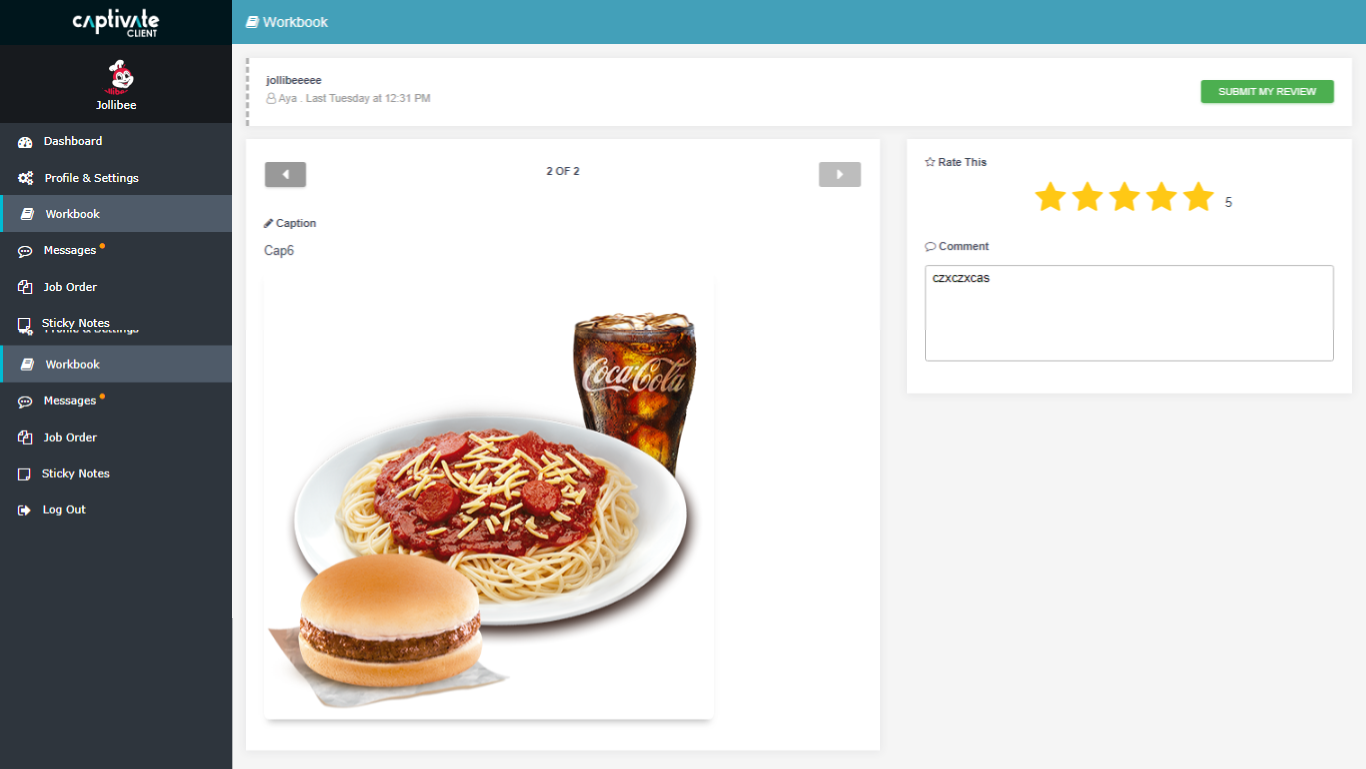 captivate
CLIENT
Jollibee
Jollibee
Dashboard
Profile & Settings
Workbook
Messages
Job Order
Sticky Notes
Profile & Settings
Workbook
Messages
Job Order
Sticky Notes
Log Out
Workbook
jollibeeeee
Aya . Last Tuesday at 12:31 PM
SUBMIT MY REVIEW
2 OF 2
Caption
Cap6
Coca-Cola
Rate This
5
Comment
czxczxcas